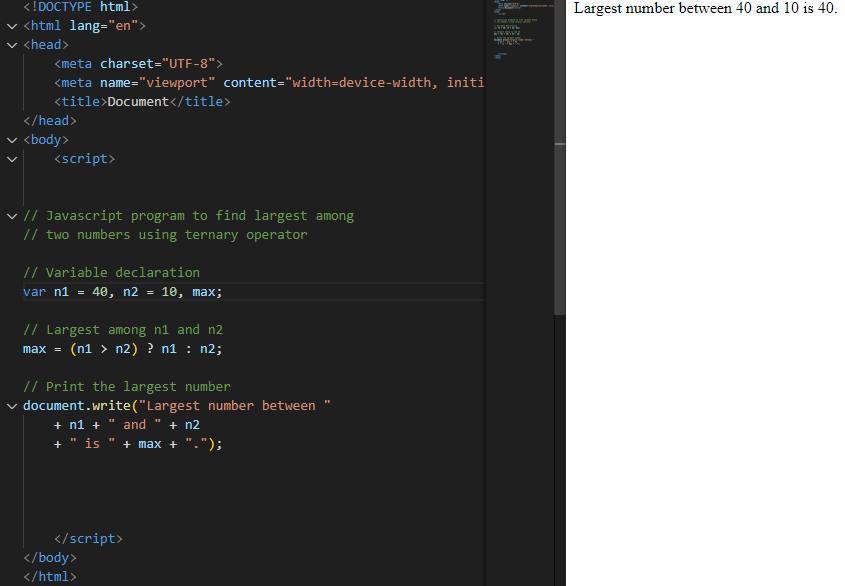 <!DOCTYPE html>
<html lang="en">
<head>
    <meta charset="UTF-8">
    <meta name="viewport" content="width=device-width, initi
    <title>Document</title>
</head>
<body>
    <script>
// Javascript program to find largest among
// two numbers using ternary operator
// Variable declaration
var n1 = 40, n2 = 10, max;
// Largest among n1 and n2
max = (n1 > n2) ? n1 : n2;
// Print the largest number
document.write("Largest number between "
    + n1 + " and " + n2
    + " is " + max + ".");
    </script>
</body>
</html>
Largest number between 40 and 10 is 40.